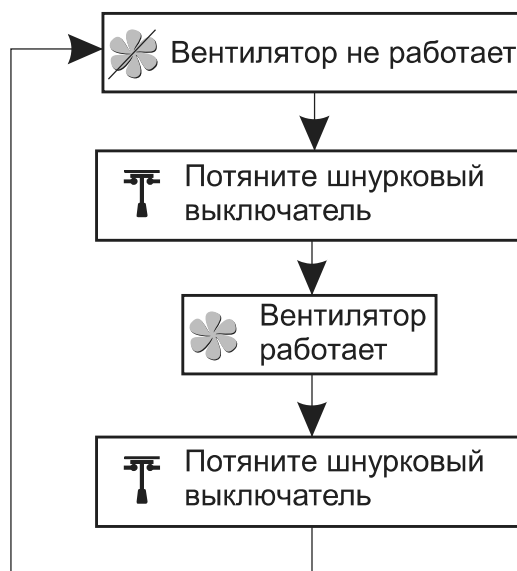 Вентилятор не работает
Потяните шнурковый
выключатель
Вентилятор
работает
Потяните шнурковый
выключатель